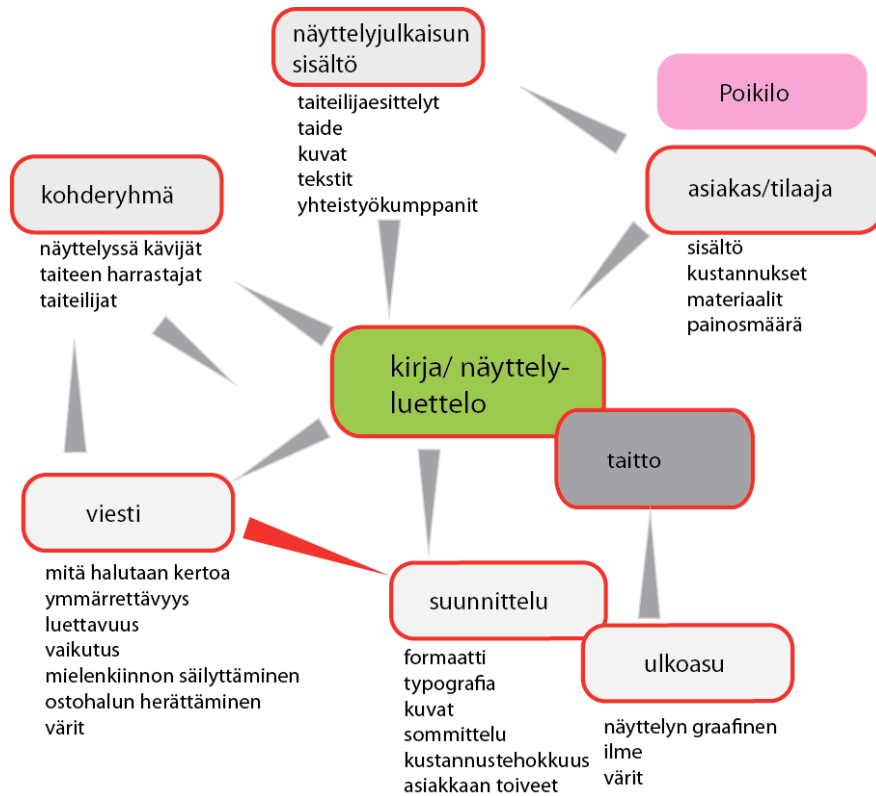 näyttelyjulkaisun
sisältö
taiteilijaesittelyt
taide
kuvat
tekstit
yhteistyökumppanit
Poikilo
asiakas/tilaaja
sisältö
kustannukset
materiaalit
painosmäärä
kohderyhmä
näyttelyssä kävijät
taiteen harrastajat
taiteilijat
kirja/ näyttely-
luettelo
taitto
viesti
mitä halutaan kertoa
ymmärrettävyys
luettavuus
vaikutus
mielenkiinnon säilyttäminen
ostohalun herättäminen
värit
suunnittelu
formaatti
typografia
kuvat
sommittelu
kustannustehokkuus
asiakkaan toiveet
ulkoasu
näyttelyn graafinen
ilme
värit